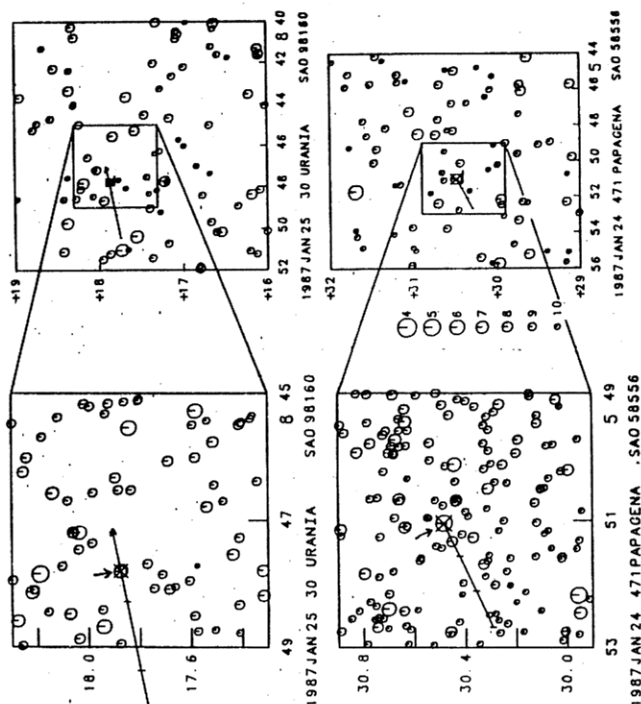 30.8 30.4 30.0
53 51 5 49
1987 JAN 24 471 PAPAGENA SAO 58556
18.0 17.6
49 47 8 45
1987 JAN 25 30 URANIA SAO 98160
4 5 6 7 8 9 10
+32 +31 +30 +29
56 54 52 50 48 46 5 44
1987 JAN 24 471 PAPAGENA SAO 58556
+19 +18 +17 +16
52 50 48 46 44 42 8 40
1987 JAN 25 30 URANIA SAO 98160